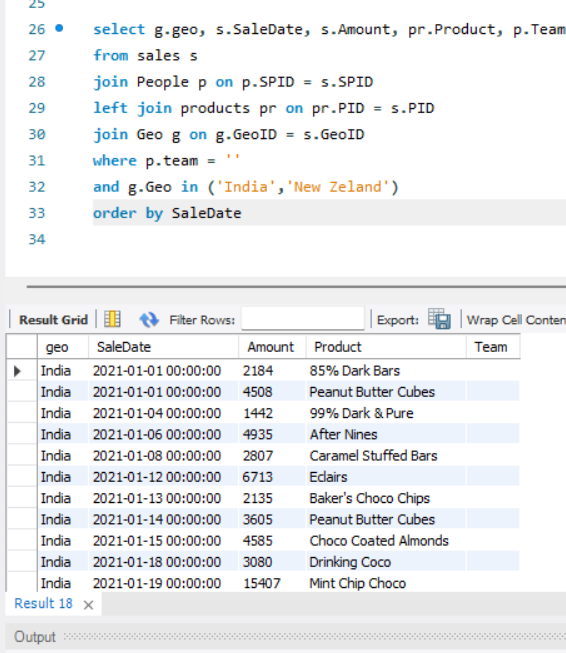 25
26 select g.geo, s.SaleDate, s.Amount, pr.Product, p.Team
27 from sales s
28 join People p on p.SPID = s.SPID
29 left join products pr on pr.PID = s.PID
30 join Geo g on g.GeoID = s.GeoID
31 where p.team = ''
32 and g.Geo in ('India','New Zeland')
33 order by SaleDate
34
Result Grid Filter Rows: Export: Wrap Cell Conten
geo SaleDate Amount Product Team
India 2021-01-01 00:00:00 2184 85% Dark Bars
India 2021-01-01 00:00:00 4508 Peanut Butter Cubes
India 2021-01-04 00:00:00 1442 99% Dark & Pure
India 2021-01-06 00:00:00 4935 After Nines
India 2021-01-08 00:00:00 2807 Caramel Stuffed Bars
India 2021-01-12 00:00:00 6713 Eclairs
India 2021-01-13 00:00:00 2135 Baker's Choco Chips
India 2021-01-14 00:00:00 3605 Peanut Butter Cubes
India 2021-01-15 00:00:00 4585 Choco Coated Almonds
India 2021-01-18 00:00:00 3080 Drinking Coco
India 2021-01-19 00:00:00 15407 Mint Chip Choco
Result 18
Output